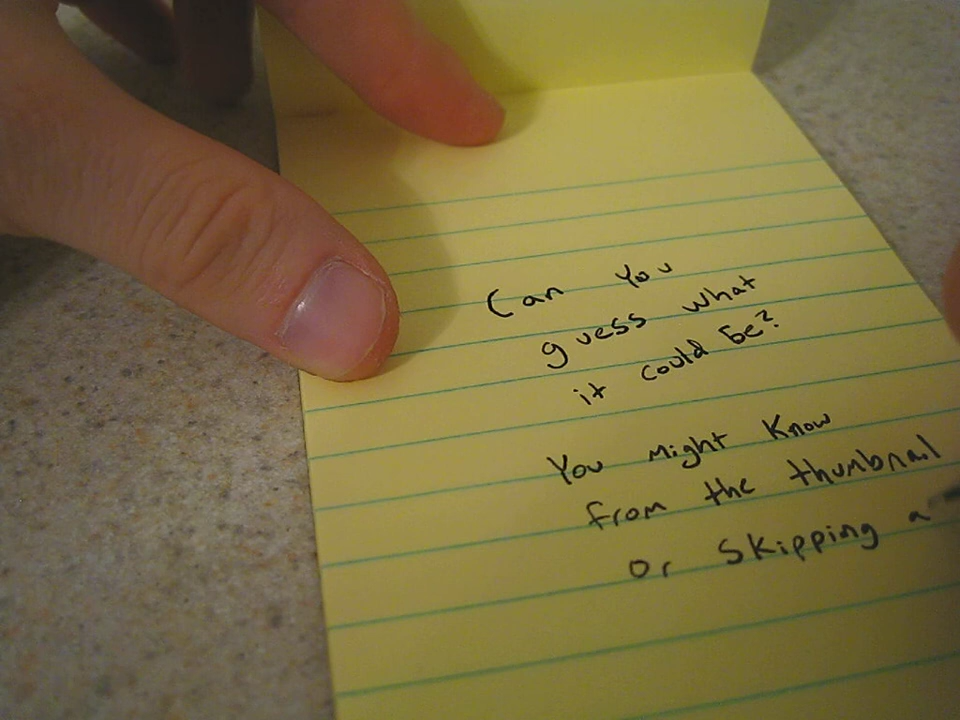 Can You
guess what
it could be?
You might Know
from the thumbnail
or Skipping a